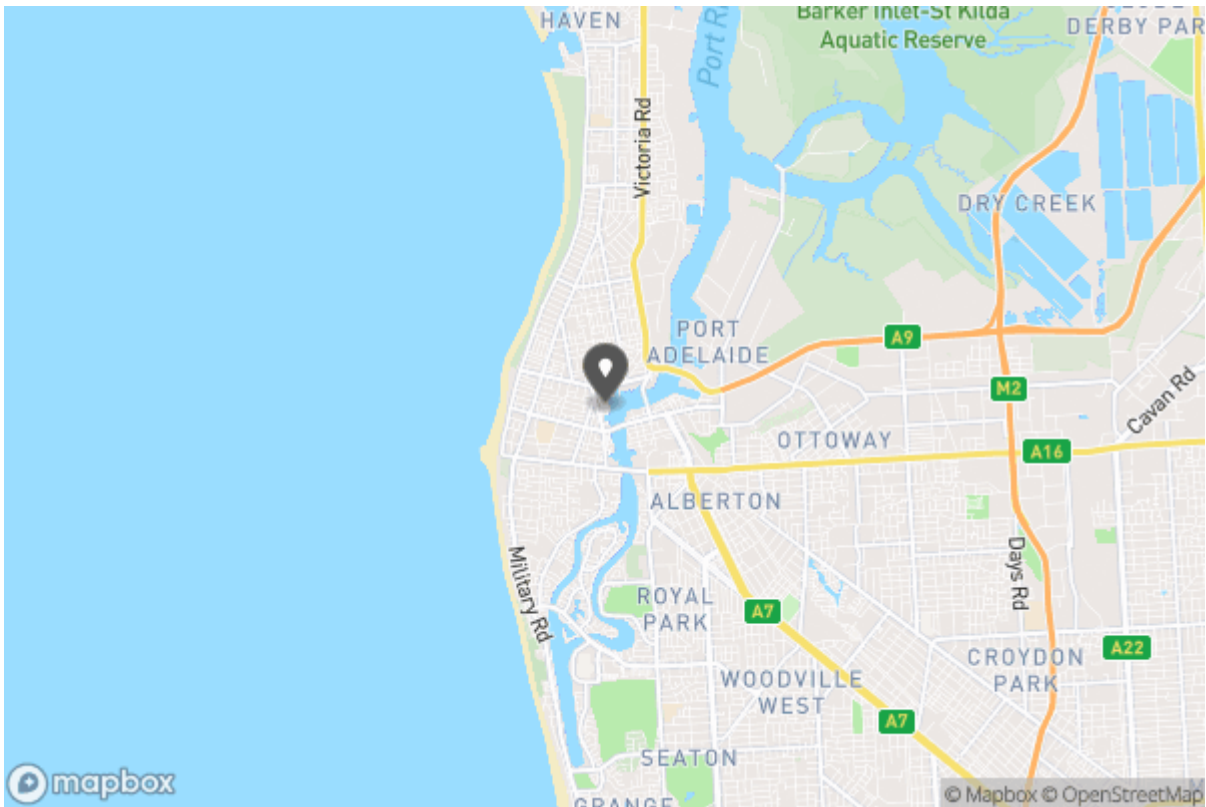 HAVEN
Barker Inlet-St Kilda
Aquatic Reserve
DERBY PAR
Port Ri
Victoria Rd
DRY CREEK
PORT
ADELAIDE
A9
M2
Cavan Rd
OTTOWAY
A16
ALBERTON
Military Rd
Days Rd
ROYAL
PARK
A7
CROYDON
PARK
A22
WOODVILLE
WEST
A7
SEATON
GRANGE
mapbox
© Mapbox © OpenStreetMap